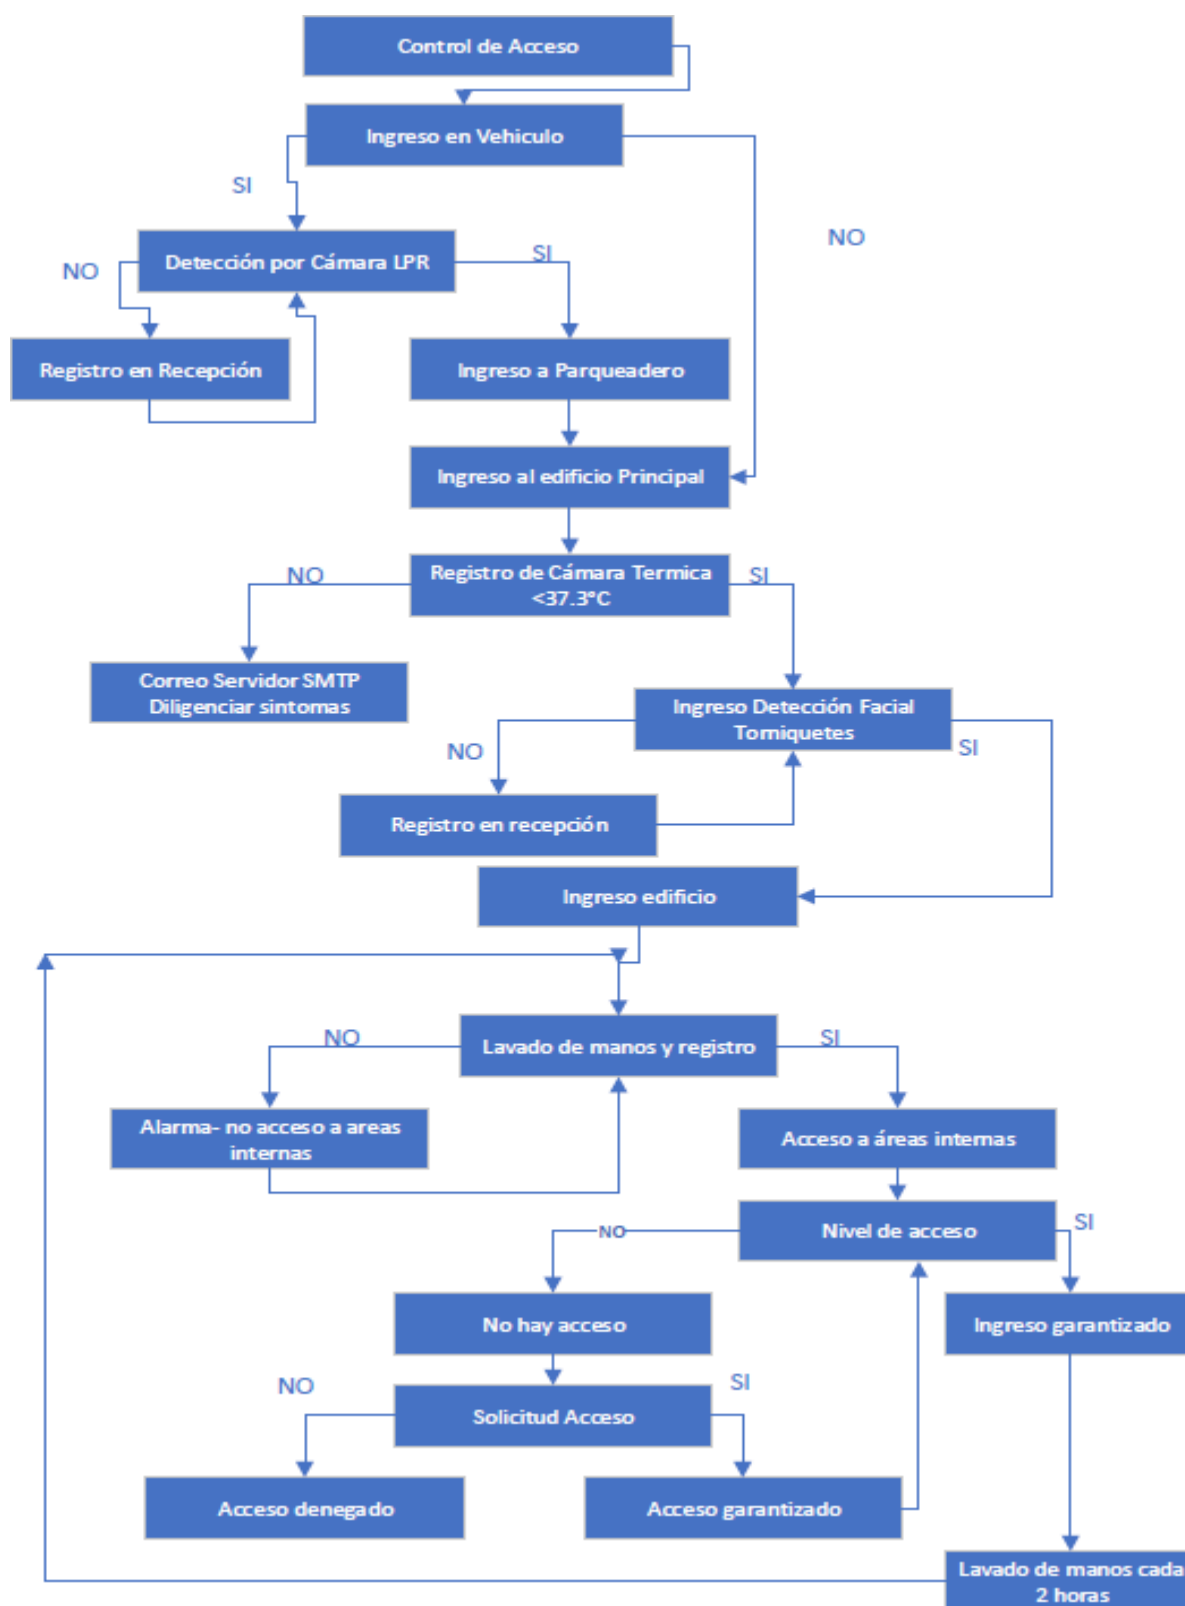 Control de Acceso
Ingreso en Vehiculo
SI
NO
Detección por Cámara LPR
NO
SI
Registro en Recepción
Ingreso a Parqueadero
Ingreso al edificio Principal
Registro de Cámara Termica
<37.3°C
NO
SI
Correo Servidor SMTP
Diligenciar sintomas
Ingreso Detección Facial
Torniquetes
NO
SI
Registro en recepción
Ingreso edificio
Lavado de manos y registro
NO
SI
Alarma- no acceso a areas
internas
Acceso a áreas internas
Nivel de acceso
NO
SI
No hay acceso
Ingreso garantizado
Solicitud Acceso
NO
SI
Acceso denegado
Acceso garantizado
Lavado de manos cada
2 horas